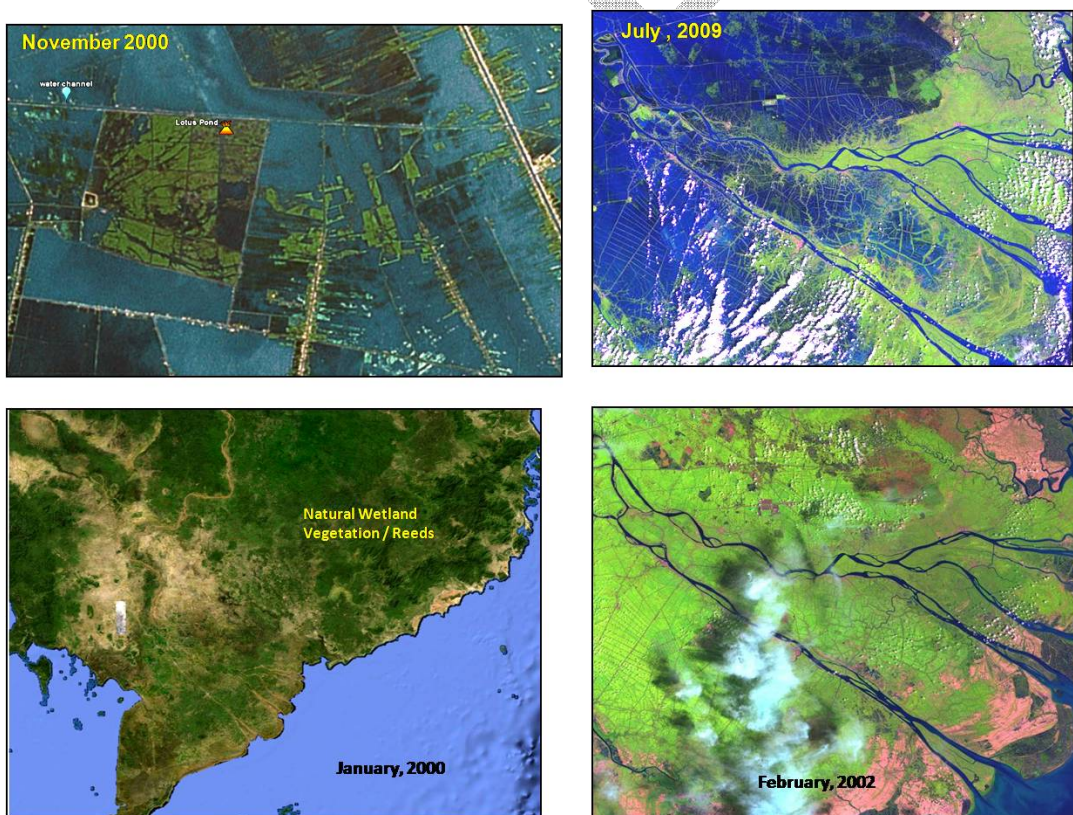 November 2000
water channel
Lotus Pond
July , 2009
Natural Wetland
Vegetation / Reeds
January, 2000
February, 2002